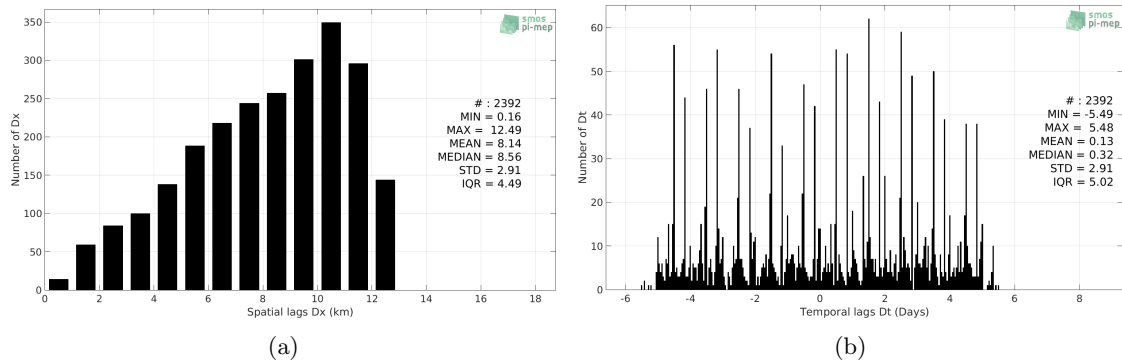 350
300
250
200
150
100
50
0
Number of Dx
0 2 4 6 8 10 12 14 16 18
Spatial lags Dx (km)
smos
pi-mep
# : 2392
MIN = 0.16
MAX = 12.49
MEAN = 8.14
MEDIAN = 8.56
STD = 2.91
IQR = 4.49
(a)
60
50
40
30
20
10
0
Number of Dt
-6 -4 -2 0 2 4 6 8
Temporal lags Dt (Days)
smos
pi-mep
# : 2392
MIN = -5.49
MAX = 5.48
MEAN = 0.13
MEDIAN = 0.32
STD = 2.91
IQR = 5.02
(b)